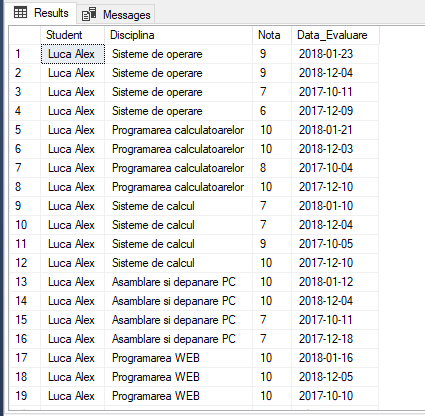 Results Messages
Student Disciplina Nota Data_Evaluare
1 Luca Alex Sisteme de operare 9 2018-01-23
2 Luca Alex Sisteme de operare 9 2018-12-04
3 Luca Alex Sisteme de operare 7 2017-10-11
4 Luca Alex Sisteme de operare 6 2017-12-09
5 Luca Alex Programarea calculatoarelor 10 2018-01-21
6 Luca Alex Programarea calculatoarelor 10 2018-12-03
7 Luca Alex Programarea calculatoarelor 8 2017-10-04
8 Luca Alex Programarea calculatoarelor 10 2017-12-10
9 Luca Alex Sisteme de calcul 7 2018-01-10
10 Luca Alex Sisteme de calcul 7 2018-12-04
11 Luca Alex Sisteme de calcul 9 2017-10-05
12 Luca Alex Sisteme de calcul 10 2017-12-10
13 Luca Alex Asamblare si depanare PC 10 2018-01-12
14 Luca Alex Asamblare si depanare PC 10 2018-12-04
15 Luca Alex Asamblare si depanare PC 7 2017-10-11
16 Luca Alex Asamblare si depanare PC 7 2017-12-18
17 Luca Alex Programarea WEB 10 2018-01-16
18 Luca Alex Programarea WEB 10 2018-12-05
19 Luca Alex Programarea WEB 10 2017-10-10